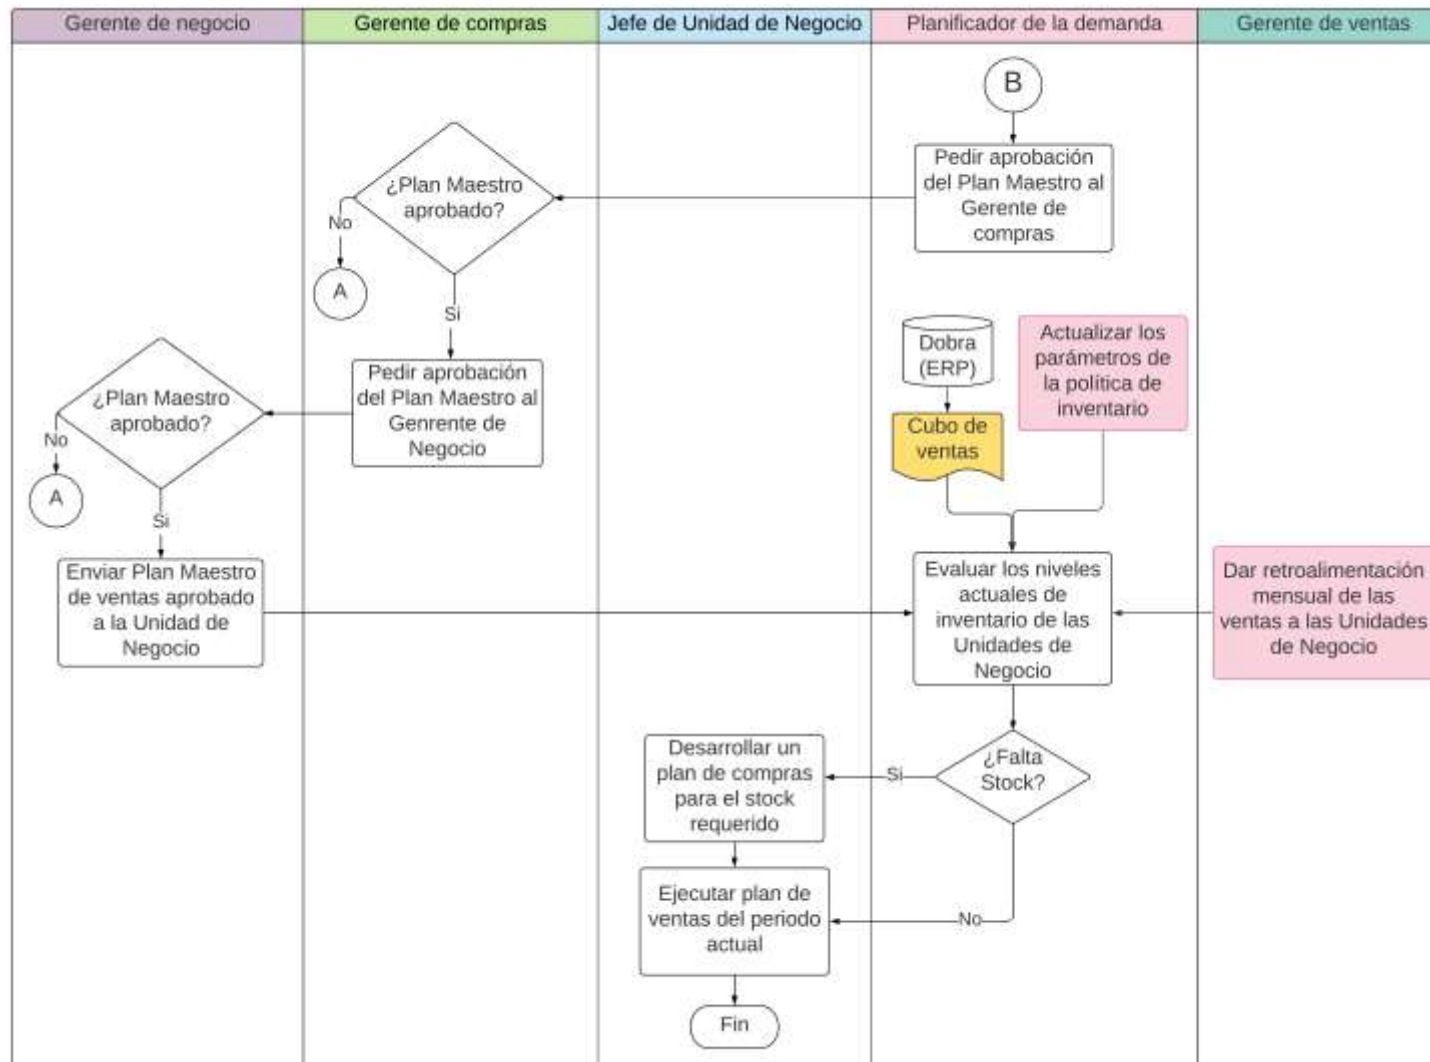 Gerente de negocio
Gerente de compras
Jefe de Unidad de Negocio
Planificador de la demanda
Gerente de ventas
B
Pedir aprobación
del Plan Maestro al
Gerente de
compras
¿Plan Maestro
aprobado?
No
A
Si
Pedir aprobación
del Plan Maestro al
Genrente de
Negocio
¿Plan Maestro
aprobado?
No
A
Si
Enviar Plan Maestro
de ventas aprobado
a la Unidad de
Negocio
Dobra
(ERP)
Cubo de
ventas
Actualizar los
parámetros de
la política de
inventario
Evaluar los niveles
actuales de
inventario de las
Unidades de
Negocio
Dar retroalimentación
mensual de las
ventas a las Unidades
de Negocio
¿Falta
Stock?
Si
Desarrollar un
plan de compras
para el stock
requerido
No
Ejecutar plan de
ventas del periodo
actual
Fin